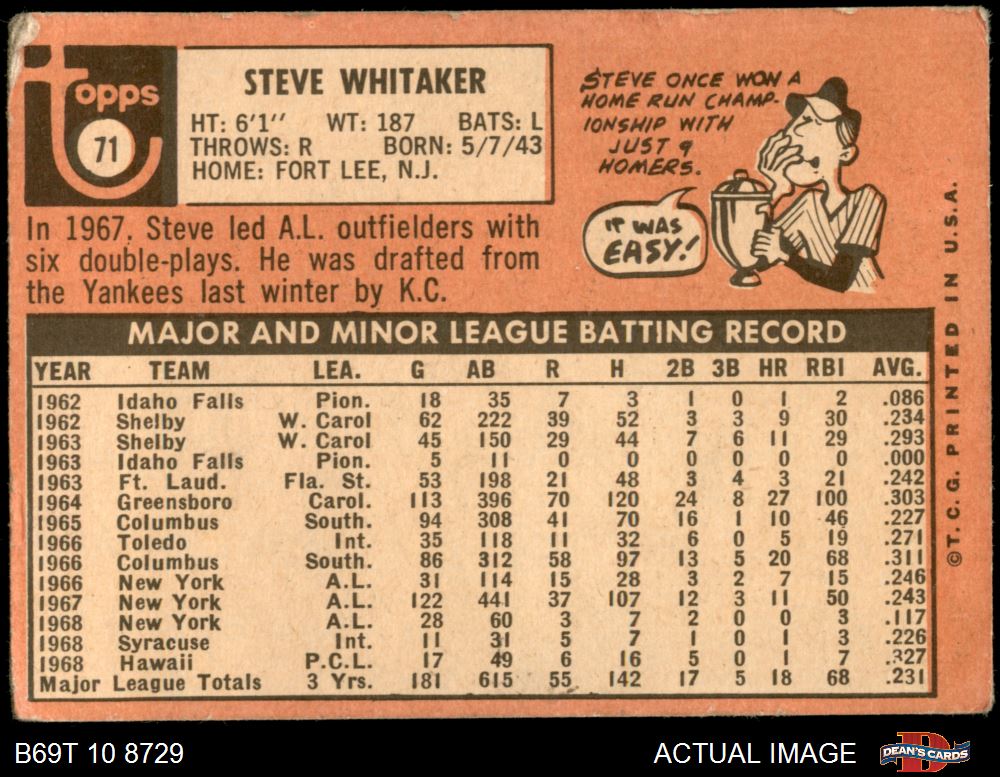 Topps
71
STEVE WHITAKER
HT: 6'1" WT: 187 BATS: L
THROWS: R BORN: 5/7/43
HOME: FORT LEE, N.J.
In 1967, Steve led A.L. outfielders with
six double-plays. He was drafted from
the Yankees last winter by K.C.
STEVE ONCE WON A
HOME RUN CHAMP-
IONSHIP WITH
JUST 9
HOMERS.
IT WAS
EASY!
MAJOR AND MINOR LEAGUE BATTING RECORD
YEAR TEAM LEA. G AB R H 2B 3B HR RBI AVG.
1962 Idaho Falls Pion. 18 35 7 3 1 0 1 2 .086
1962 Shelby W. Carol 62 222 39 52 3 3 9 30 .234
1963 Shelby W. Carol 45 150 29 44 7 6 11 29 .293
1963 Idaho Falls Pion. 5 11 0 0 0 0 0 0 .000
1963 Ft. Laud. Fla. St. 53 198 21 48 3 4 3 21 .242
1964 Greensboro Carol. 113 396 70 120 24 8 27 100 .303
1965 Columbus South. 94 308 41 70 16 1 10 46 .227
1966 Toledo Int. 35 118 11 32 6 0 5 19 .271
1966 Columbus South. 86 312 58 97 13 5 20 68 .311
1966 New York A.L. 31 114 15 28 3 2 7 15 .246
1967 New York A.L. 122 441 37 107 12 3 11 50 .243
1968 New York A.L. 28 60 3 7 2 0 0 3 .117
1968 Syracuse Int. 11 31 5 7 1 0 1 3 .226
1968 Hawaii P.C.L. 17 49 6 16 5 0 1 7 .327
Major League Totals 3 Yrs. 181 615 55 142 17 5 18 68 .231
©T.C.G. PRINTED IN U.S.A.
B69T 10 8729
ACTUAL IMAGE
DEAN'S CARDS